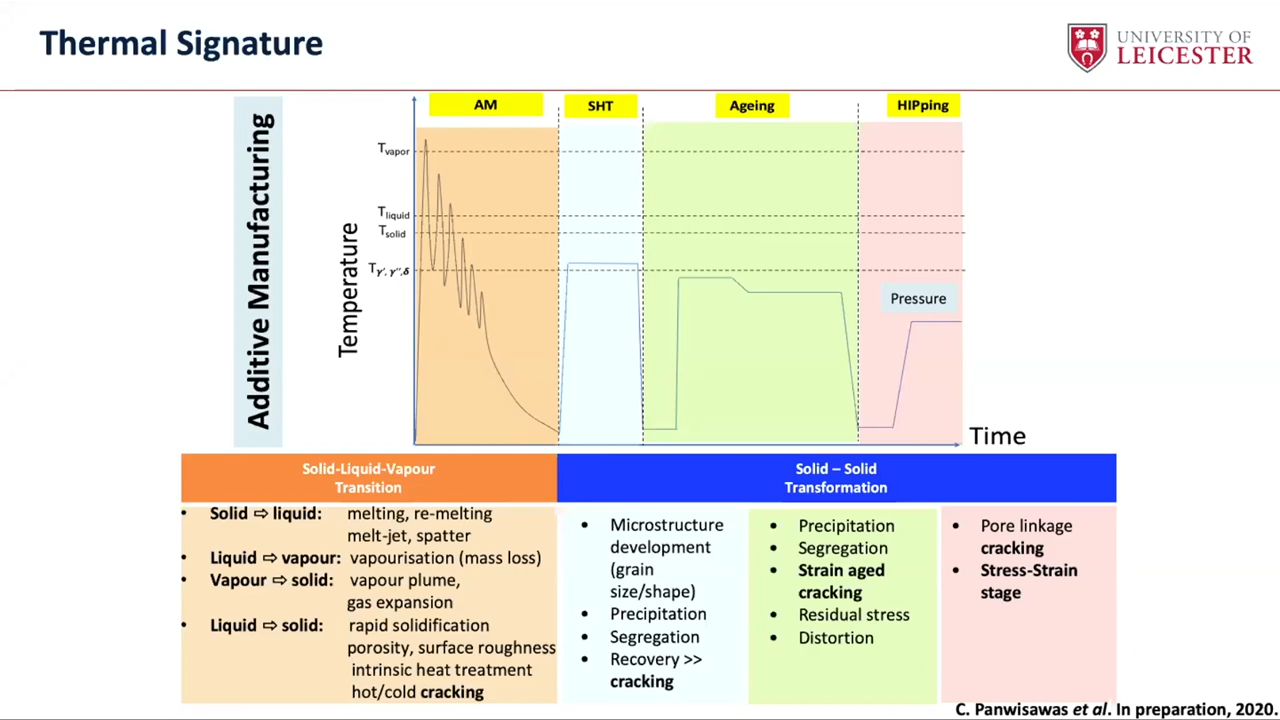 Thermal Signature
UNIVERSITY OF
LEICESTER
AM
SHT
Ageing
HIPping
Additive Manufacturing
Temperature
Tvapor
Tliquid
Tsolid
Tγ′, γ″,δ
Pressure
Time
Solid-Liquid-Vapour
Transition
Solid – Solid
Transformation
• Solid ⇨ liquid: melting, re-melting
melt-jet, spatter
• Liquid ⇨ vapour: vapourisation (mass loss)
• Vapour ⇨ solid: vapour plume,
gas expansion
• Liquid ⇨ solid: rapid solidification
porosity, surface roughness
intrinsic heat treatment
hot/cold cracking
• Microstructure
development
(grain
size/shape)
• Precipitation
• Segregation
• Recovery >>
cracking
• Precipitation
• Segregation
• Strain aged
cracking
• Residual stress
• Distortion
• Pore linkage
cracking
• Stress-Strain
stage
C. Panwisawas et al. In preparation, 2020.